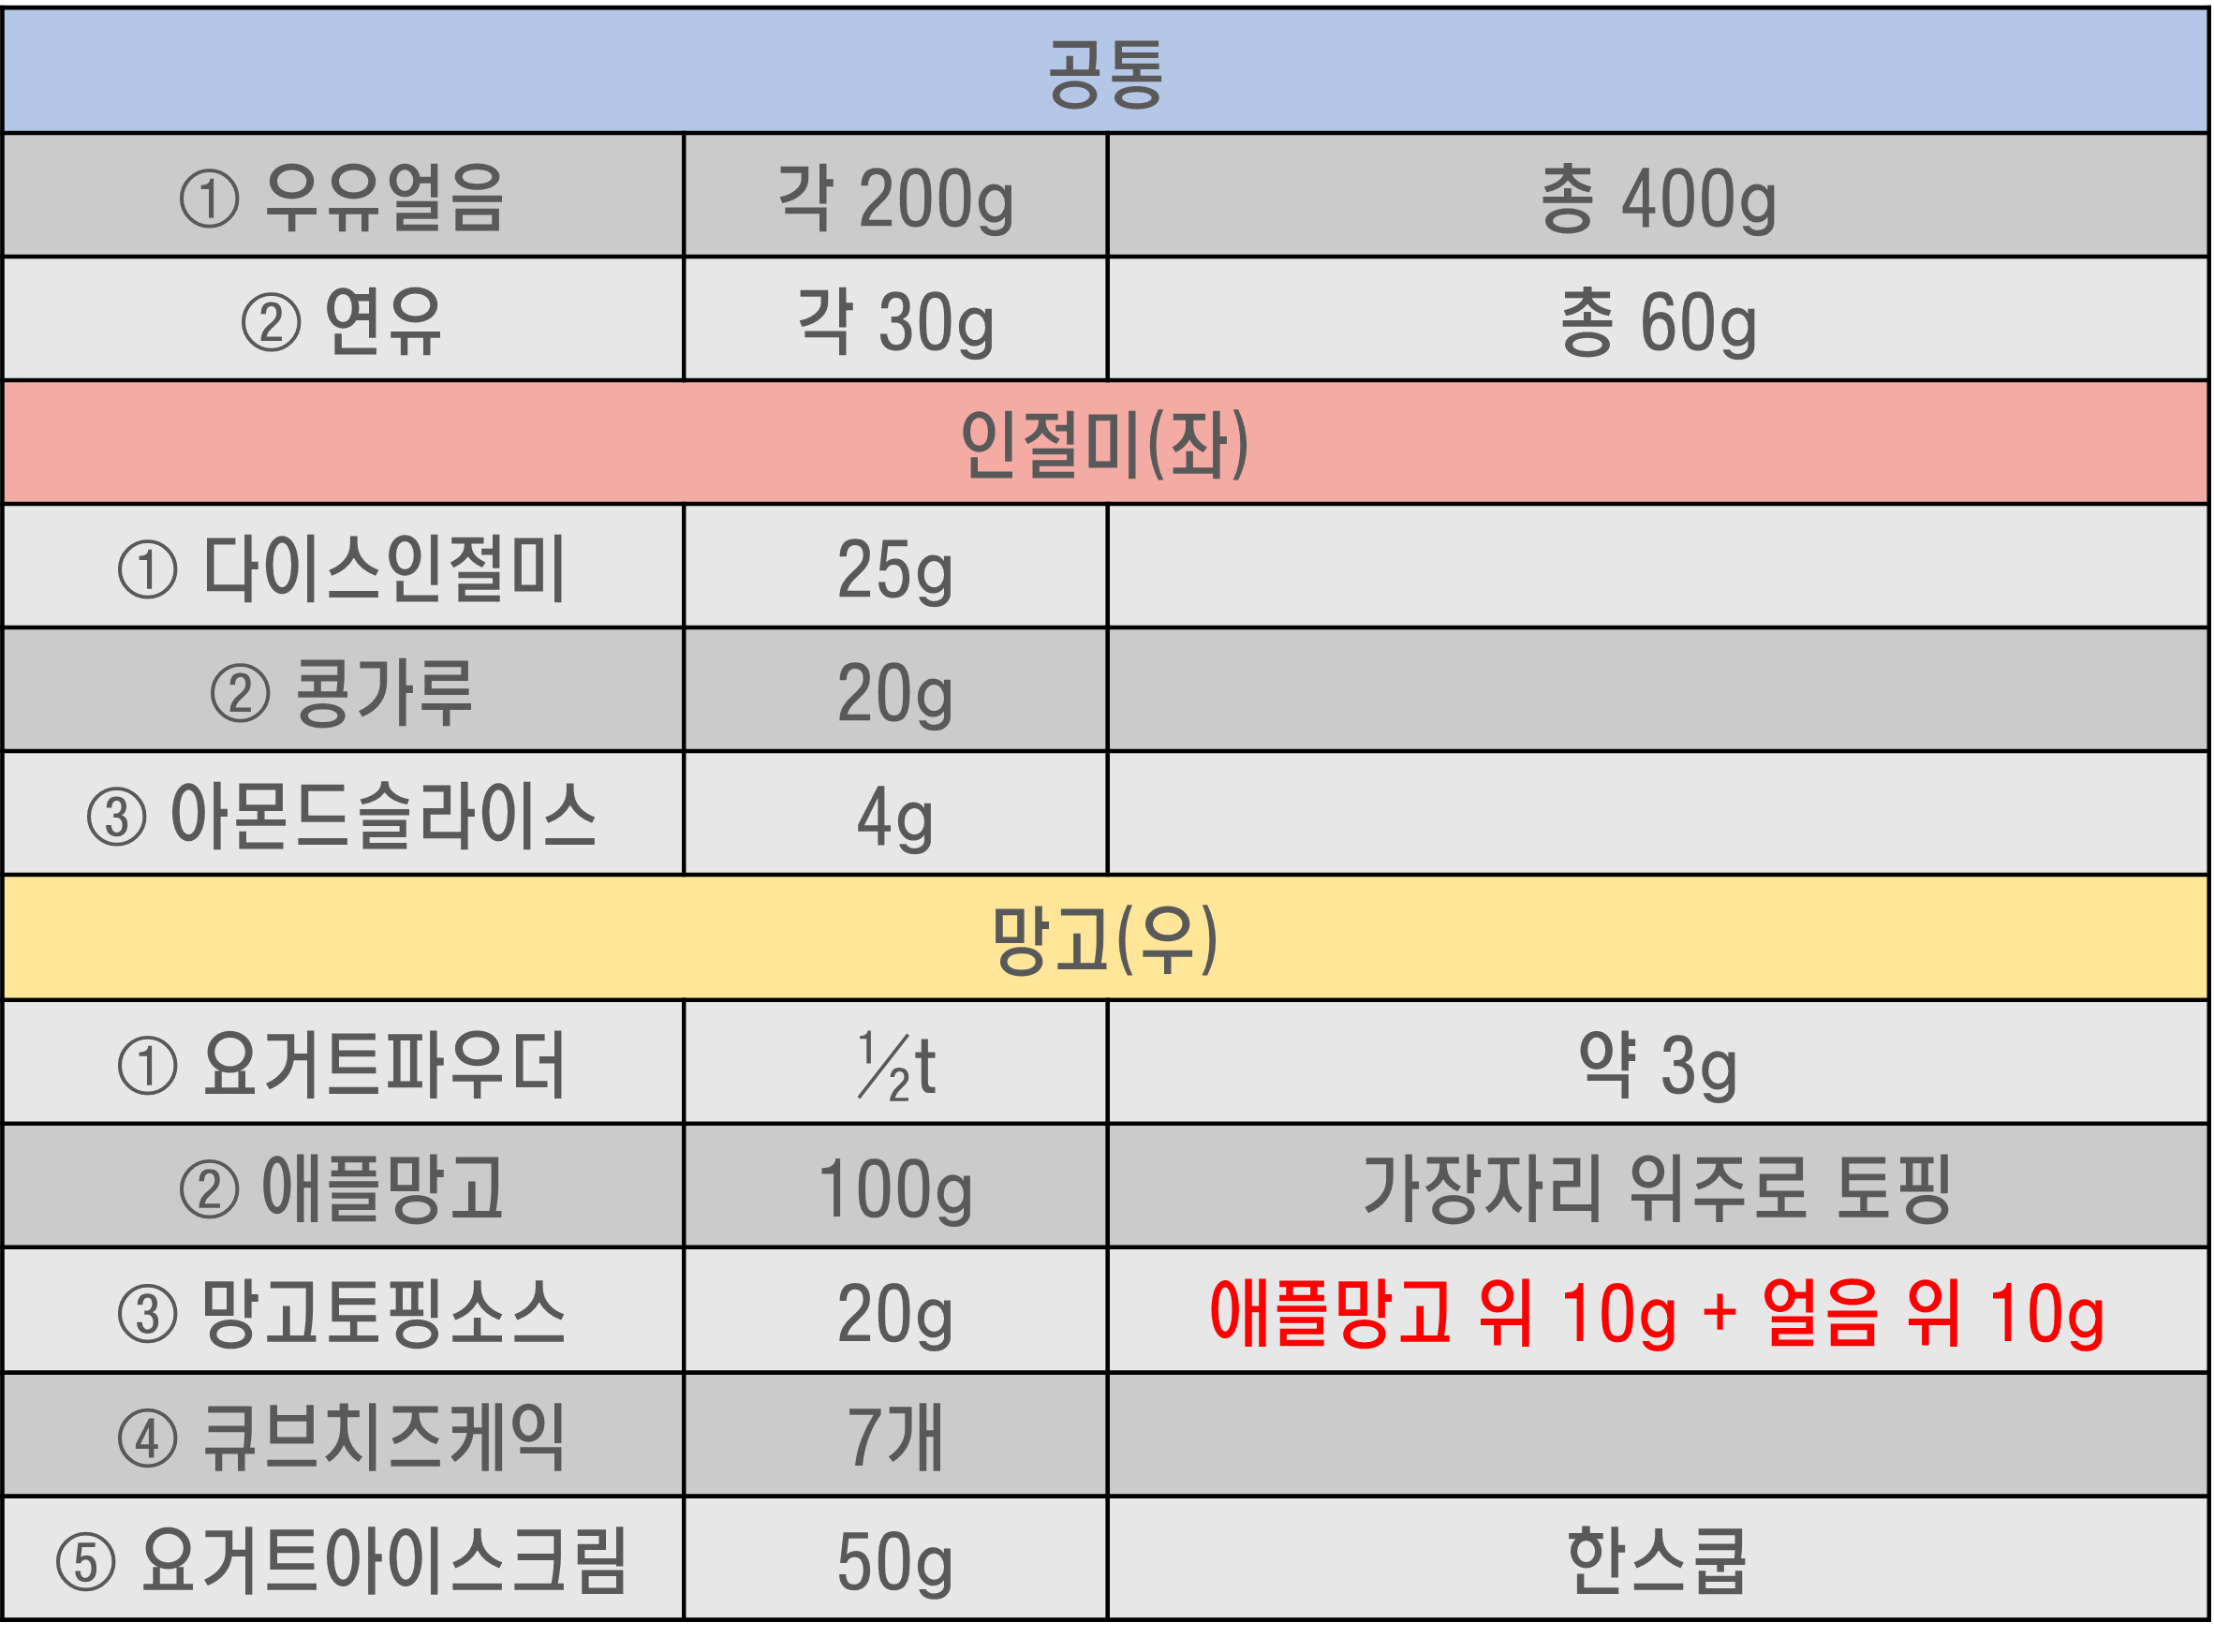 공통
① 우유얼음 각 200g 총 400g
② 연유 각 30g 총 60g
인절미(좌)
① 다이스인절미 25g
② 콩가루 20g
③ 아몬드슬라이스 4g
망고(우)
① 요거트파우더 ½t 약 3g
② 애플망고 100g 가장자리 위주로 토핑
③ 망고토핑소스 20g 애플망고 위 10g + 얼음 위 10g
④ 큐브치즈케익 7개
⑤ 요거트아이스크림 50g 한스쿱